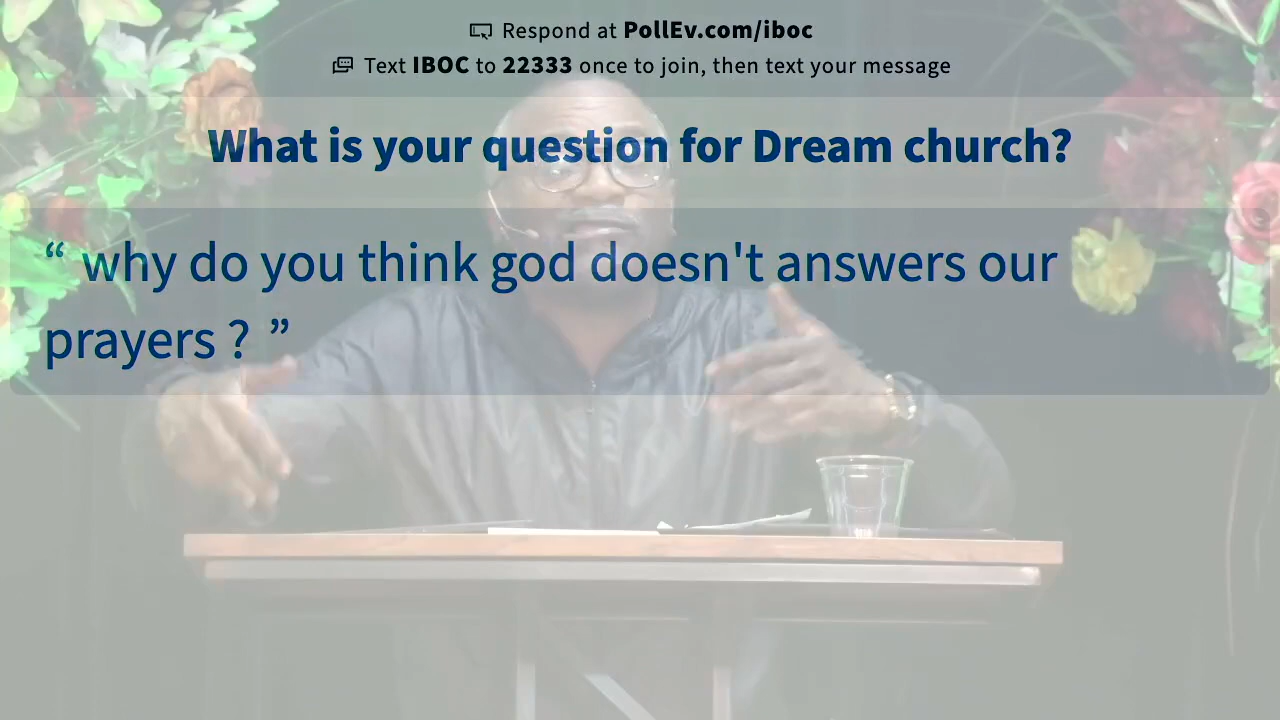 Respond at PollEv.com/iboc
Text IBOC to 22333 once to join, then text your message
What is your question for Dream church?
“ why do you think god doesn't answers our
prayers ? ”